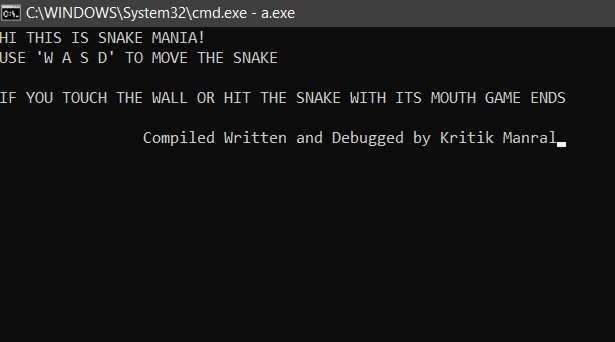 C:\WINDOWS\System32\cmd.exe - a.exe
HI THIS IS SNAKE MANIA!
USE 'W A S D' TO MOVE THE SNAKE
IF YOU TOUCH THE WALL OR HIT THE SNAKE WITH ITS MOUTH GAME ENDS
Compiled Written and Debugged by Kritik Manral